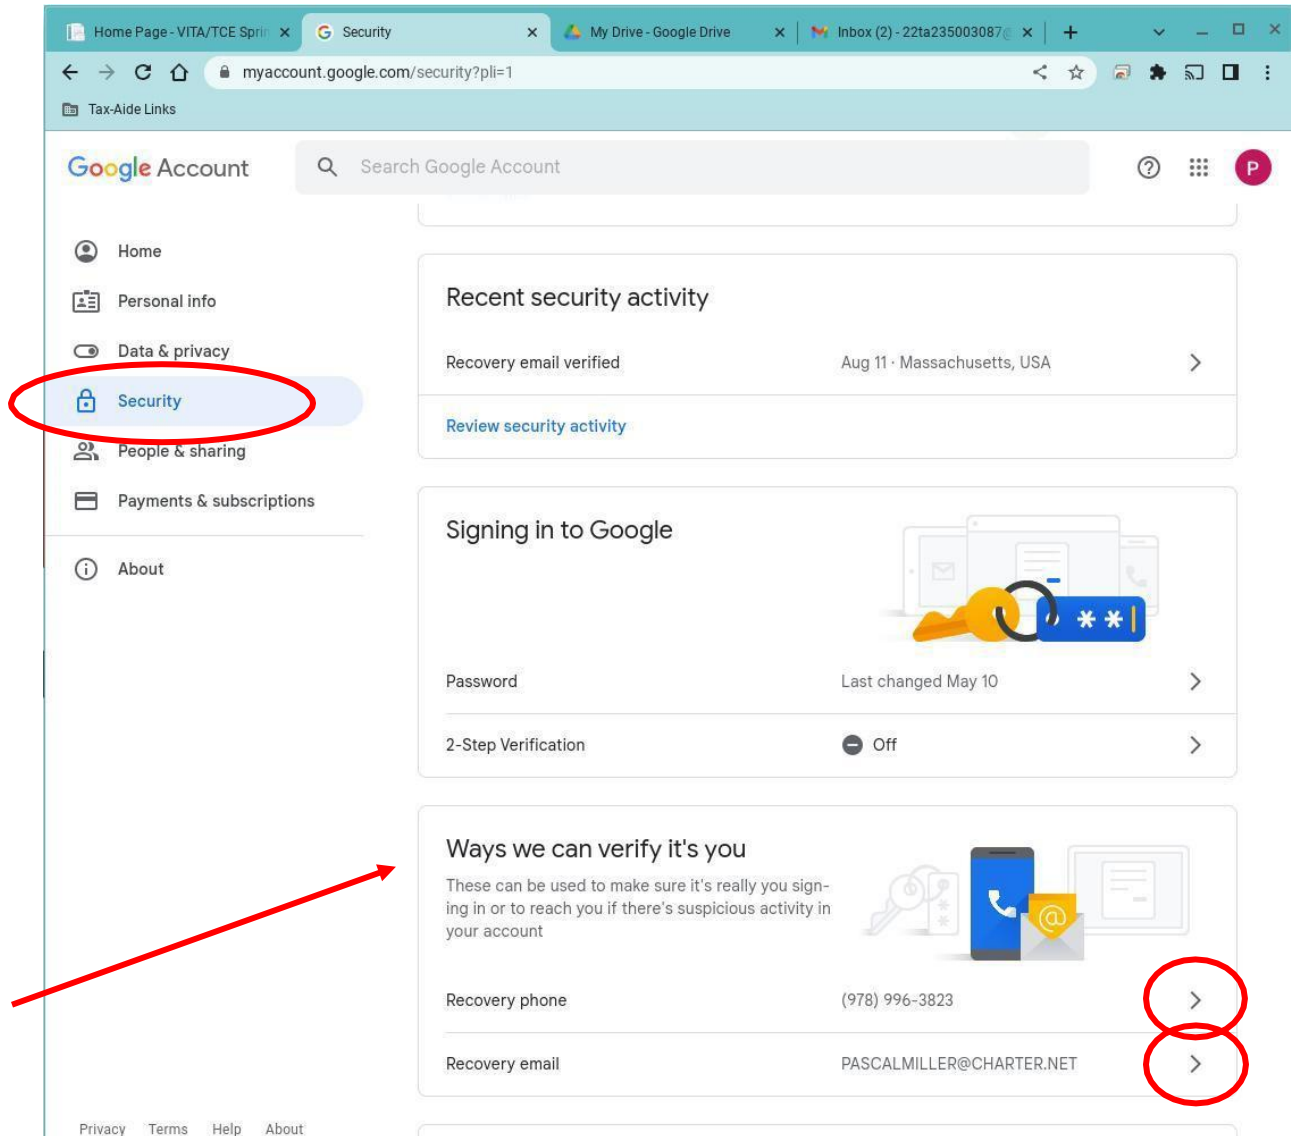 Home Page - VITA/TCE Sprin
Security
My Drive - Google Drive
Inbox (2) - 22ta235003087@
myaccount.google.com/security?pli=1
Tax-Aide Links
Google Account
Search Google Account
P
Home
Personal info
Data & privacy
Security
People & sharing
Payments & subscriptions
About
Recent security activity
Recovery email verified
Aug 11 · Massachusetts, USA
Review security activity
Signing in to Google
**
Password
Last changed May 10
2-Step Verification
Off
Ways we can verify it's you
These can be used to make sure it's really you sign-
ing in or to reach you if there's suspicious activity in
your account
@
Recovery phone
(978) 996-3823
Recovery email
PASCALMILLER@CHARTER.NET
Privacy Terms Help About